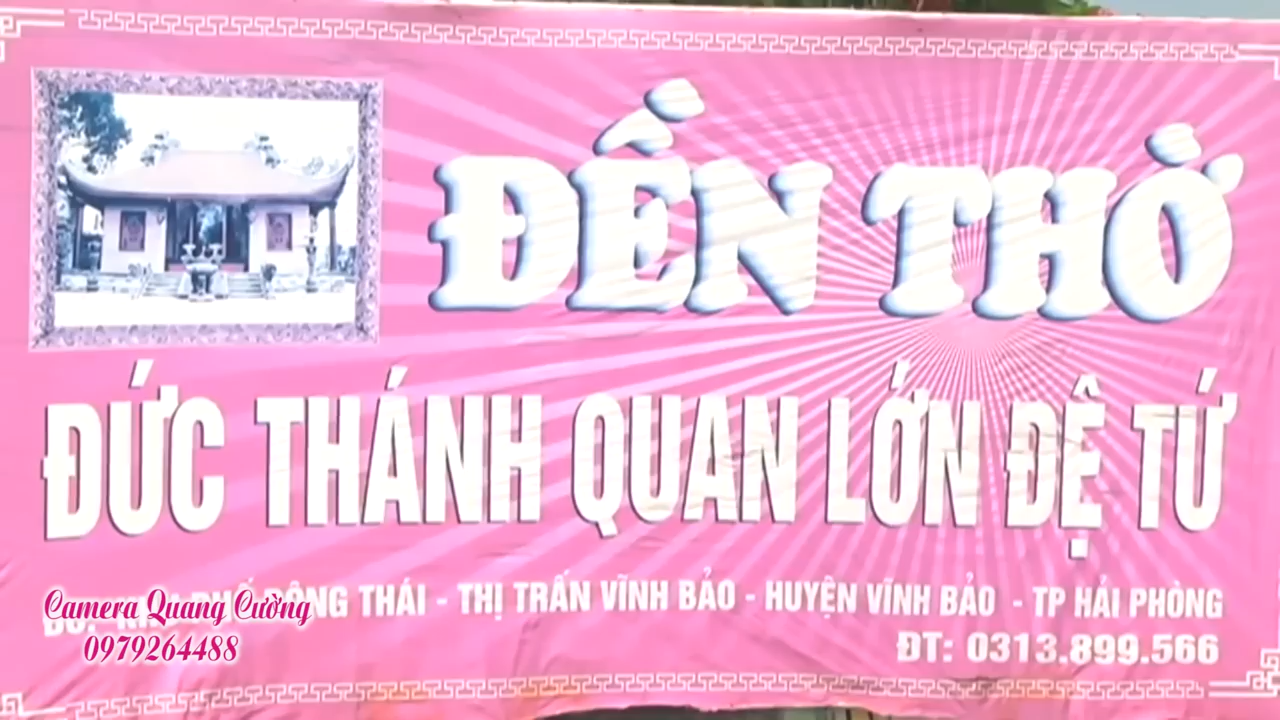 ĐỀN THỜ
ĐỨC THÁNH QUAN LỚN ĐỆ TỨ
THÁI - THỊ TRẤN VĨNH BẢO - HUYỆN VĨNH BẢO - TP HẢI PHÒNG
ĐT: 0313.899.566
Camera Quang Cường
0979264488